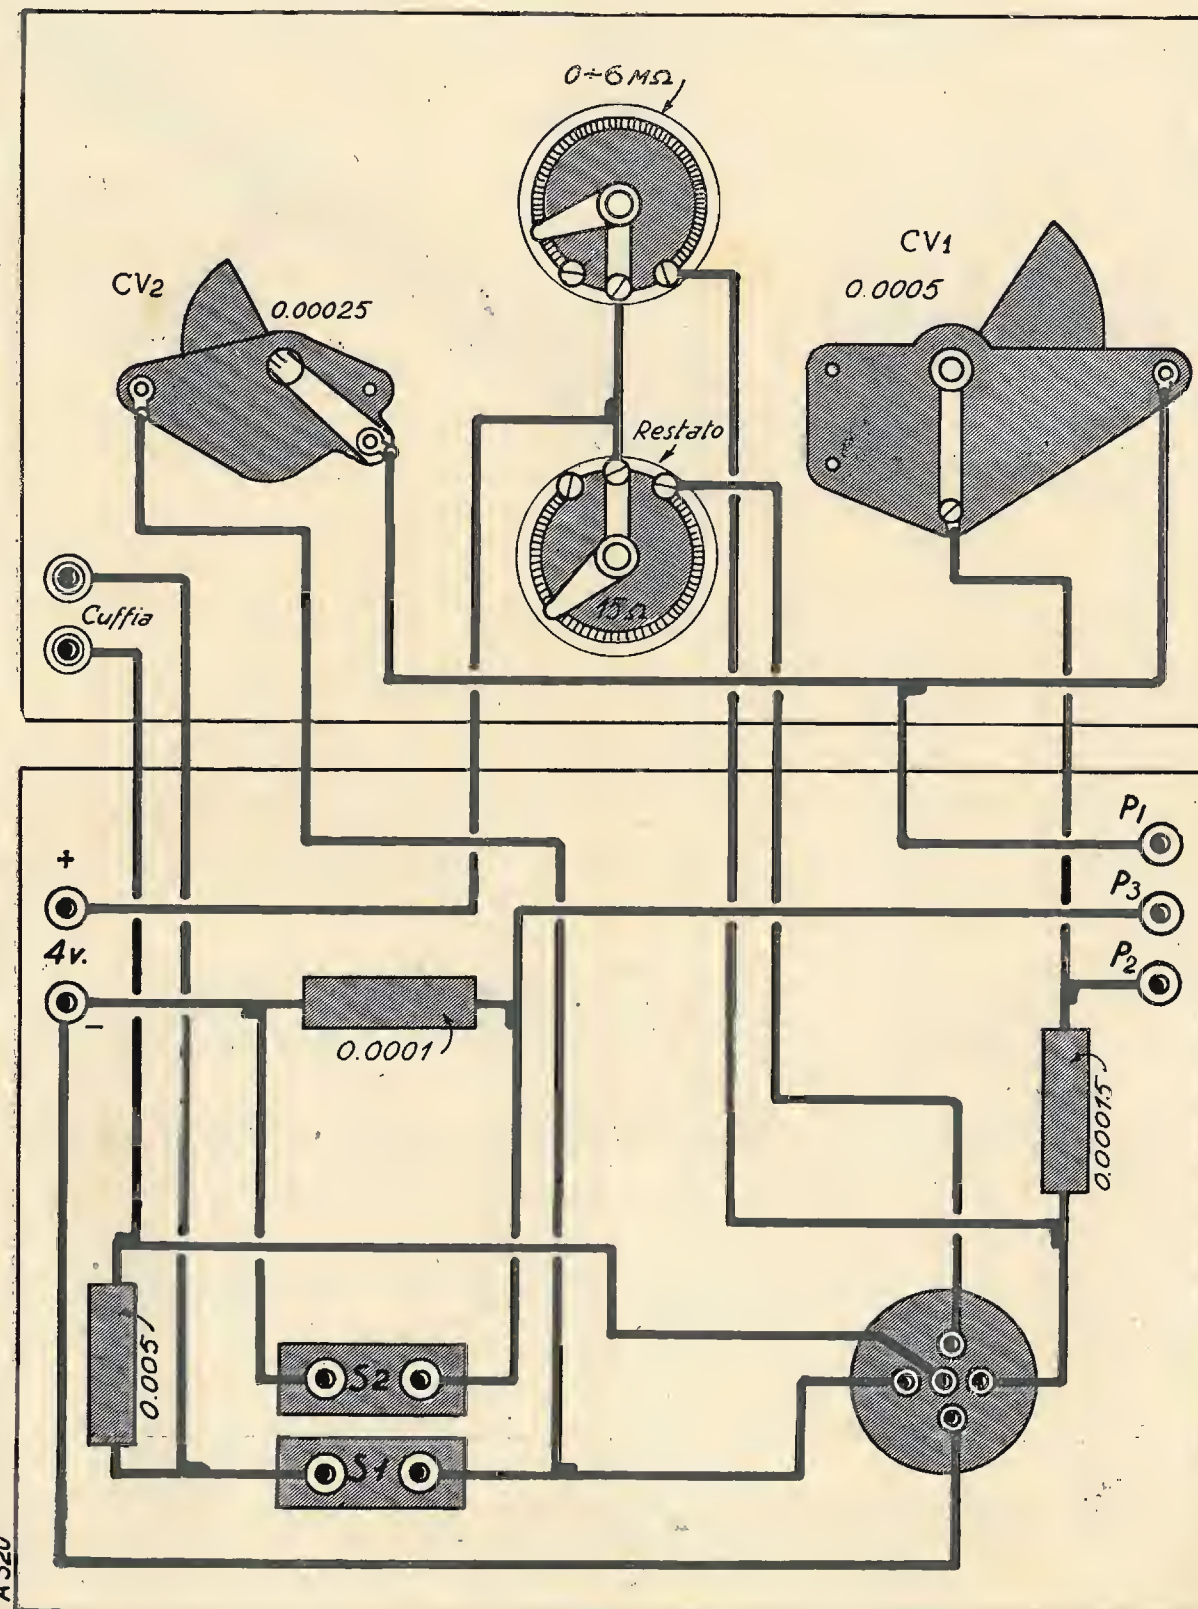 0÷6 MΩ
CV1
0.0005
CV2
0.00025
Restato
15Ω
Cuffia
P1
+
P3
4v.
P2
-
0.0001
0.00015
0.005
S2
S1
A 320